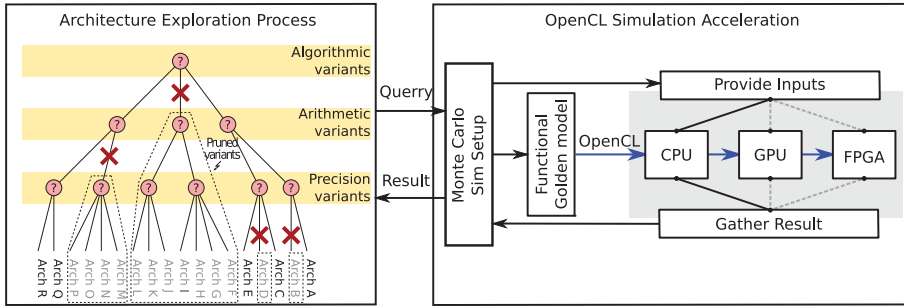 Architecture Exploration Process
Algorithmic
variants
?
Arithmetic
variants
? ? ?
Pruned
variants
Precision
variants
? ? ? ? ? ?
Arch R
Arch Q
Arch P
Arch O
Arch N
Arch M
Arch L
Arch K
Arch J
Arch I
Arch H
Arch G
Arch F
Arch E
Arch D
Arch C
Arch B
Arch A
Querry
Result
OpenCL Simulation Acceleration
Monte Carlo
Sim Setup
Functional
Golden model
OpenCL
Provide Inputs
CPU
GPU
FPGA
Gather Result